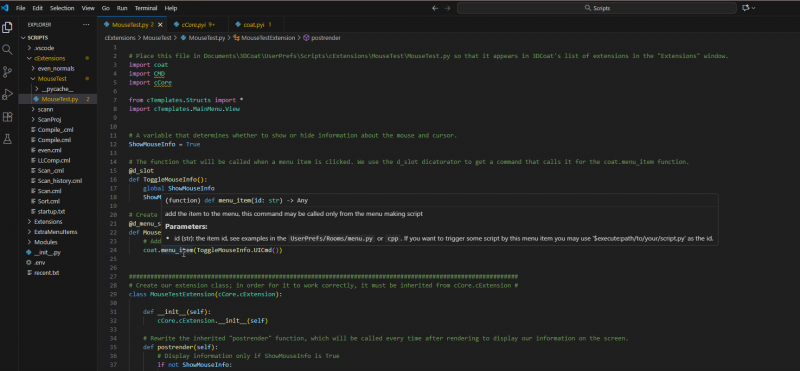 File Edit Selection View Go Run ...
Scripts
EXPLORER
SCRIPTS
.vscode
cExtensions
even_normals
MouseTest
__pycache__
MouseTest.py 2
scann
ScanProj
Compile_.cml
Compile.cml
even.cml
LLComp.cml
Scan_.cml
Scan_history.cml
Scan.cml
Sort.cml
startup.txt
Extensions
ExtraMenuItems
Modules
__init__.py
.env
recent.txt
MouseTest.py 2 cCore.pyi 9+ coat.pyi 1
cExtensions > MouseTest > MouseTest.py > MouseTestExtension > postrender
1
2 # Place this file in Documents\3DCoat\UserPrefs\Scripts\cExtensions\MouseTest\MouseTest.py so that it appears in 3DCoat's list of extensions in the "Extensions" window.
3 import coat
4 import CMD
5 import cCore
6
7 from cTemplates.Structs import *
8 import cTemplates.MainMenu.View
9
10
11 # A variable that determines whether to show or hide information about the mouse and cursor.
12 ShowMouseInfo = True
13
14 # The function that will be called when a menu item is clicked. We use the d_slot dicatorator to get a command that calls it for the coat.menu_item function.
15 @d_slot
16 def ToggleMouseInfo():
17 global ShowMouseInfo
18 ShowM
(function) def menu_item(id: str) -> Any
19
add the item to the menu, this command may be called only from the menu making script
20 # Create
21 @d_menu_s
Parameters:
22 def Mouse
23 # Add
• id (str): the item id, see examples in the UserPrefs/Rooms/menu.py or cpp . If you want to trigger some script by this menu item you may use '$executepath/to/your/script.py' as the id.
24 coat.menu_item(ToggleMouseInfo.UICmd())
25
26
27 ##############################################################################################################
28 # Create our extension class; in order for it to work correctly, it must be inherited from cCore.cExtension #
29 class MouseTestExtension(cCore.cExtension):
30
31 def __init__(self):
32 cCore.cExtension.__init__(self)
33
34 # Rewrite the inherited "postrender" function, which will be called every time after rendering to display our information on the screen.
35 def postrender(self):
36 # Display information only if ShowMouseInfo is True
37 if not ShowMouseInfo: